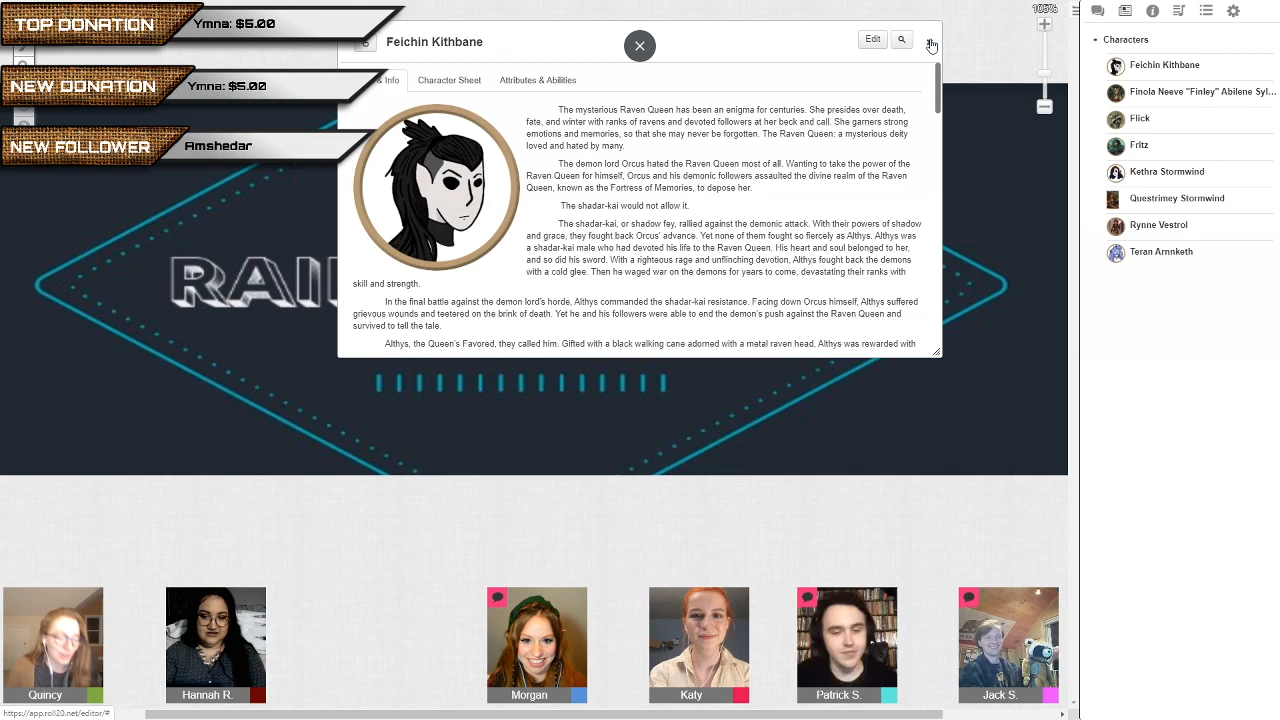 TOP DONATION
Ymna: $5.00
NEW DONATION
Ymna: $5.00
NEW FOLLOWER
Amshedar
105%
Feichin Kithbane
Edit
& Info
Character Sheet
Attributes & Abilities
The mysterious Raven Queen has been an enigma for centuries. She presides over death,
fate, and winter with ranks of ravens and devoted followers at her beck and call. She garners strong
emotions and memories, so that she may never be forgotten. The Raven Queen: a mysterious deity
loved and hated by many.
The demon lord Orcus hated the Raven Queen most of all. Wanting to take the power of the
Raven Queen for himself, Orcus and his demonic followers assaulted the divine realm of the Raven
Queen, known as the Fortress of Memories, to depose her.
The shadar-kai would not allow it.
The shadar-kai, or shadow fey, rallied against the demonic attack. With their powers of shadow
and grace, they fought back Orcus' advance. Yet none of them fought so fiercely as Althys. Althys was
a shadar-kai male who had devoted his life to the Raven Queen. His heart and soul belonged to her,
and so did his sword. With a righteous rage and unflinching devotion, Althys fought back the demons
with a cold glee. Then he waged war on the demons for years to come, devastating their ranks with
skill and strength.
In the final battle against the demon lord's horde, Althys commanded the shadar-kai resistance. Facing down Orcus himself, Althys suffered
grievous wounds and teetered on the brink of death. Yet he and his followers were able to end the demon's push against the Raven Queen and
survived to tell the tale.
Althys, the Queen's Favored, they called him. Gifted with a black walking cane adorned with a metal raven head, Althys was rewarded with
RAI
Characters
Feichin Kithbane
Finola Neeve "Finley" Abilene Syl...
Flick
Fritz
Kethra Stormwind
Questrimey Stormwind
Rynne Vestrol
Teran Arnnketh
Quincy
Hannah R.
Morgan
Katy
Patrick S.
Jack S.
https://app.roll20.net/editor/#